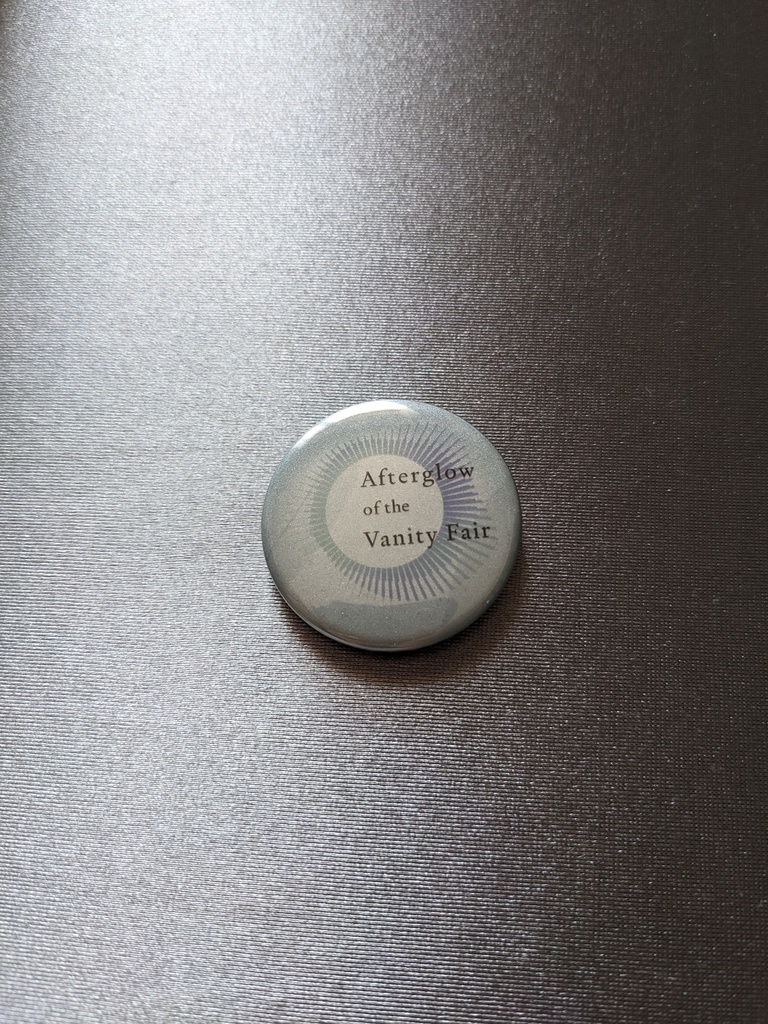 Afterglow
of the
Vanity Fair